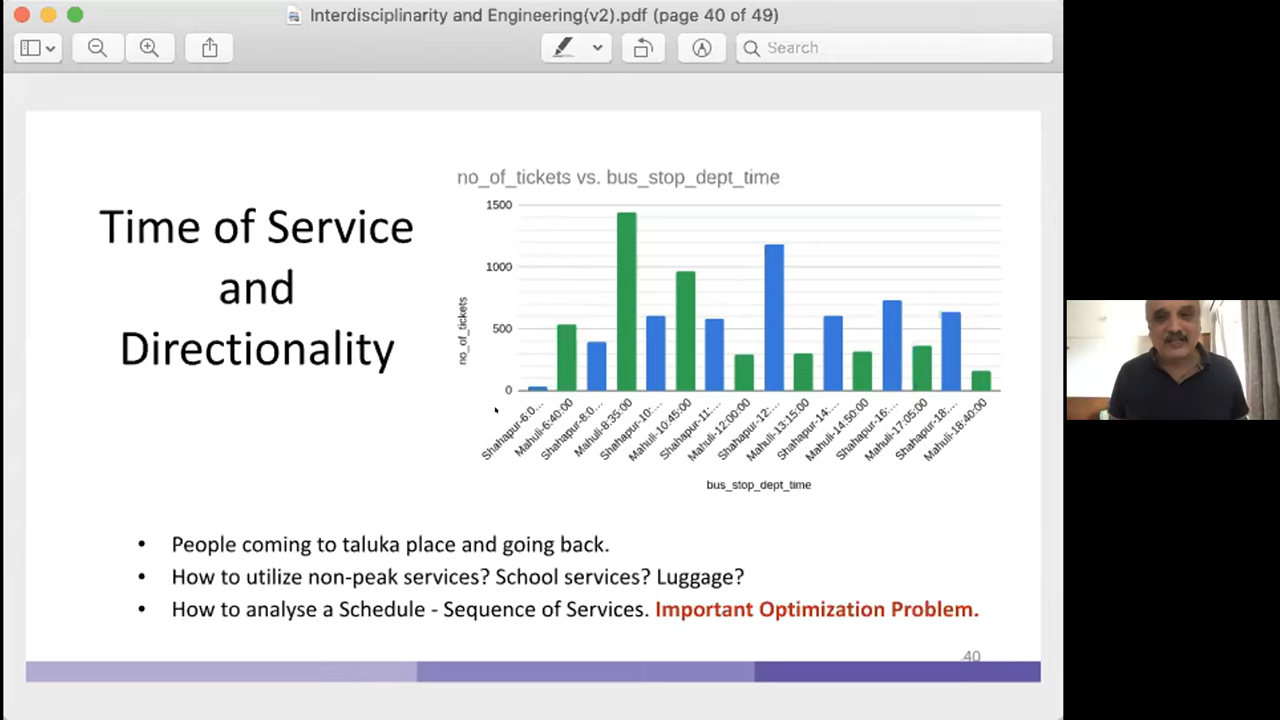 Interdisciplinarity and Engineering(v2).pdf (page 40 of 49)
Search
no_of_tickets vs. bus_stop_dept_time
Time of Service
and
Directionality
1500
1000
500
0
no_of_tickets
Shahapur-6:0...
Mahuli-6:40:00
Shahapur-8:0...
Mahuli-8:35:00
Shahapur-10:...
Mahuli-10:45:00
Shahapur-11:...
Mahuli-12:00:00
Shahapur-12:...
Mahuli-13:15:00
Shahapur-14:...
Mahuli-14:50:00
Shahapur-16:...
Mahuli-17:05:00
Shahapur-18:...
Mahuli-18:40:00
bus_stop_dept_time
• People coming to taluka place and going back.
• How to utilize non-peak services? School services? Luggage?
• How to analyse a Schedule - Sequence of Services. Important Optimization Problem.
40